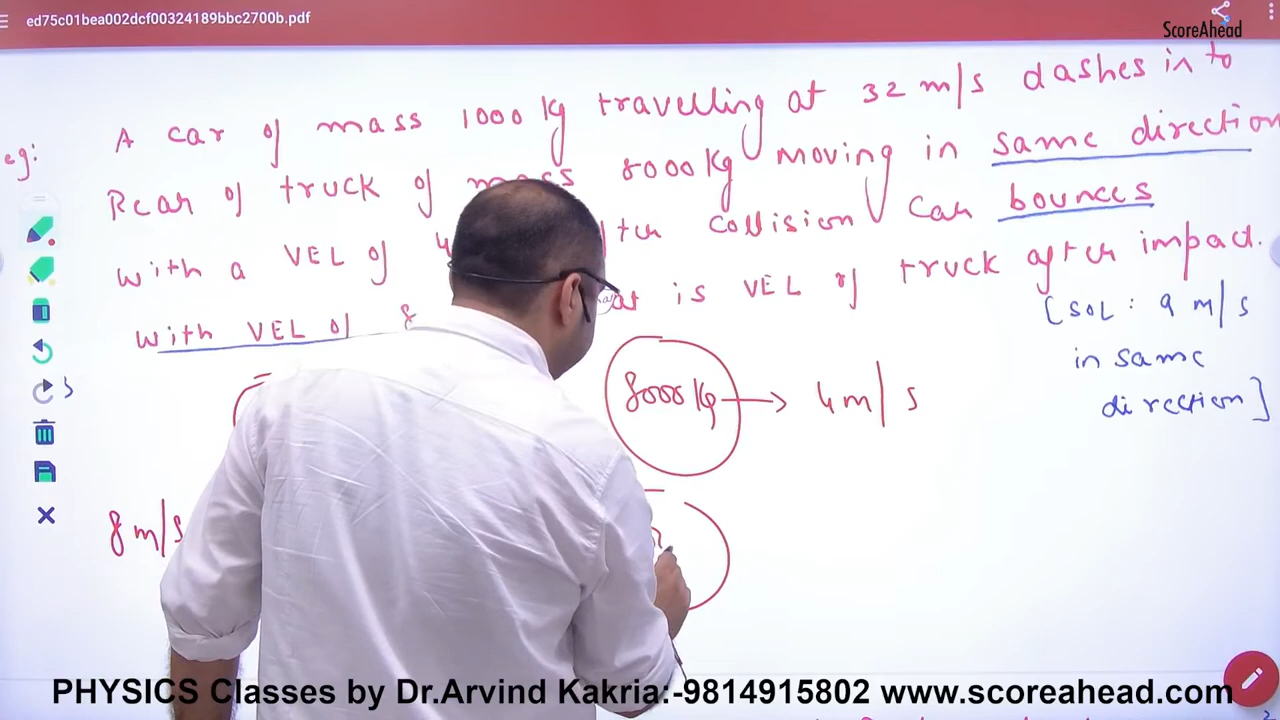 ed75c01bea002dcf00324189bbc2700b.pdf
ScoreAhead
eg:
A car of mass 1000 kg travelling at 32 m/s dashes in to
Rear of truck of mass 8000 Kg moving in same direction
with a VEL of 4 collision car bounces
with VEL of 8 is VEL of truck after impact.
[SOL: 9 m/s
in same
direction]
8000 Kg → 4 m/s
8 m/s
PHYSICS Classes by Dr.Arvind Kakria:-9814915802 www.scoreahead.com